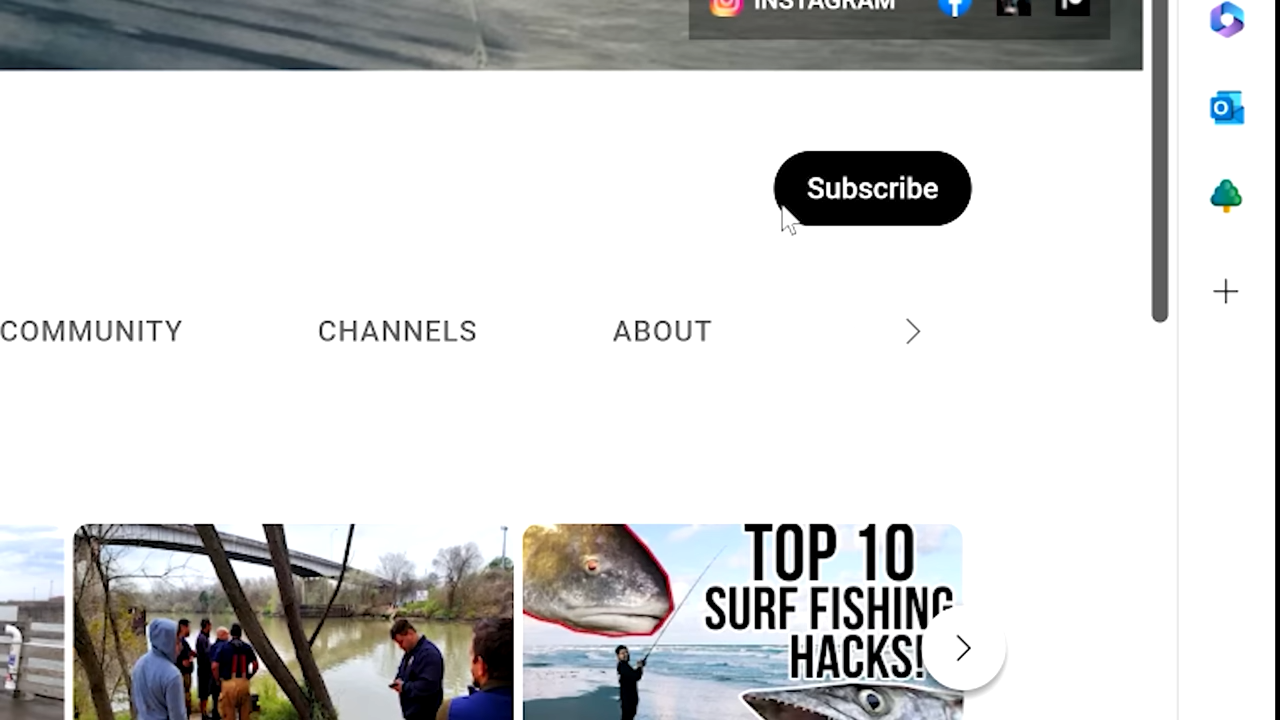 INSTAGRAM
Subscribe
COMMUNITY
CHANNELS
ABOUT
TOP 10
SURF FISHING
HACKS!